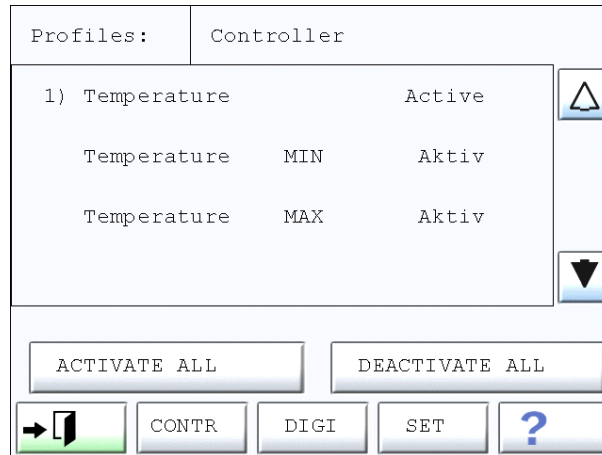 Profiles: Controller
1) Temperature Active
Temperature MIN Aktiv
Temperature MAX Aktiv
ACTIVATE ALL DEACTIVATE ALL
CONTR DIGI SET ?